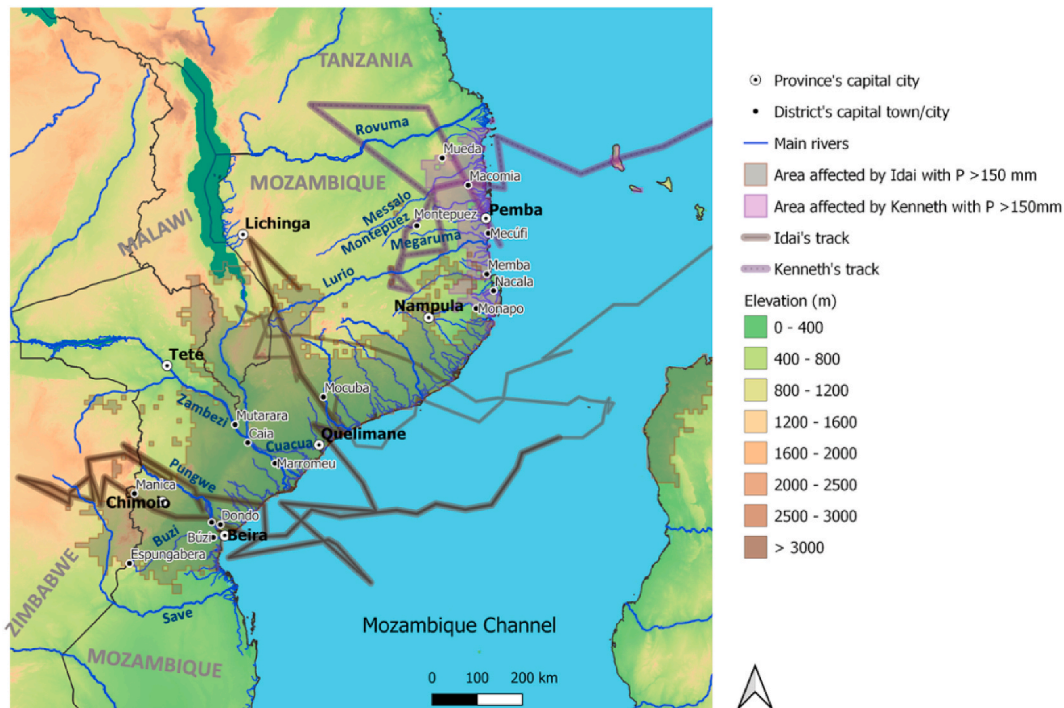 TANZANIA
Rovuma
Mueda
MOZAMBIQUE
Macomia
Messalo
Montepuez
Pemba
Lichinga
Montepuez
Mecúfi
MALAWI
Megaruma
Memba
Lurio
Nacala
Nampula
Monapo
Tete
Mocuba
Zambezi
Mutarara
Caia
Cuacua
Quelimane
Marromeu
Pungwe
Manica
Chimoio
Dondo
Buzi
Búzi
Beira
Espungabera
ZIMBABWE
Save
Mozambique Channel
MOZAMBIQUE
0 100 200 km
Province's capital city
District's capital town/city
Main rivers
Area affected by Idai with P >150 mm
Area affected by Kenneth with P >150mm
Idai's track
Kenneth's track
Elevation (m)
0 - 400
400 - 800
800 - 1200
1200 - 1600
1600 - 2000
2000 - 2500
2500 - 3000
> 3000